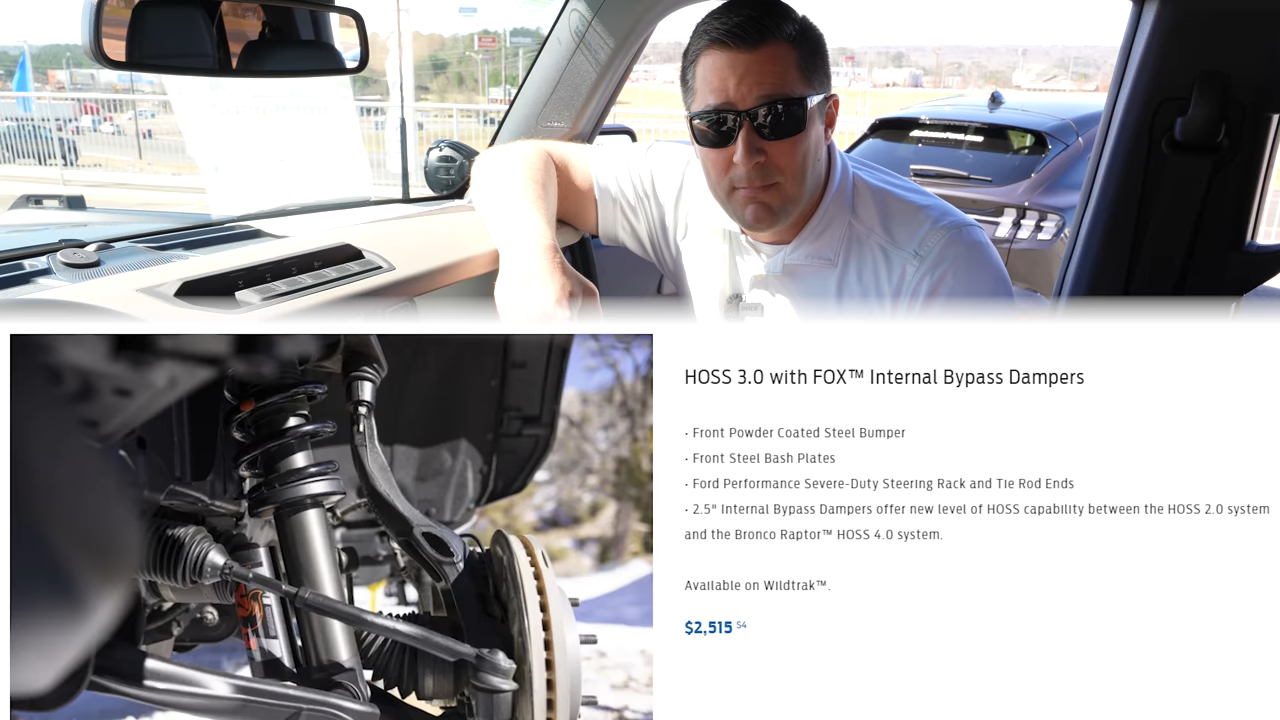 HOSS 3.0 with FOX™ Internal Bypass Dampers
• Front Powder Coated Steel Bumper
• Front Steel Bash Plates
• Ford Performance Severe-Duty Steering Rack and Tie Rod Ends
• 2.5" Internal Bypass Dampers offer new level of HOSS capability between the HOSS 2.0 system
and the Bronco Raptor™ HOSS 4.0 system.
Available on Wildtrak™.
$2,515 S4